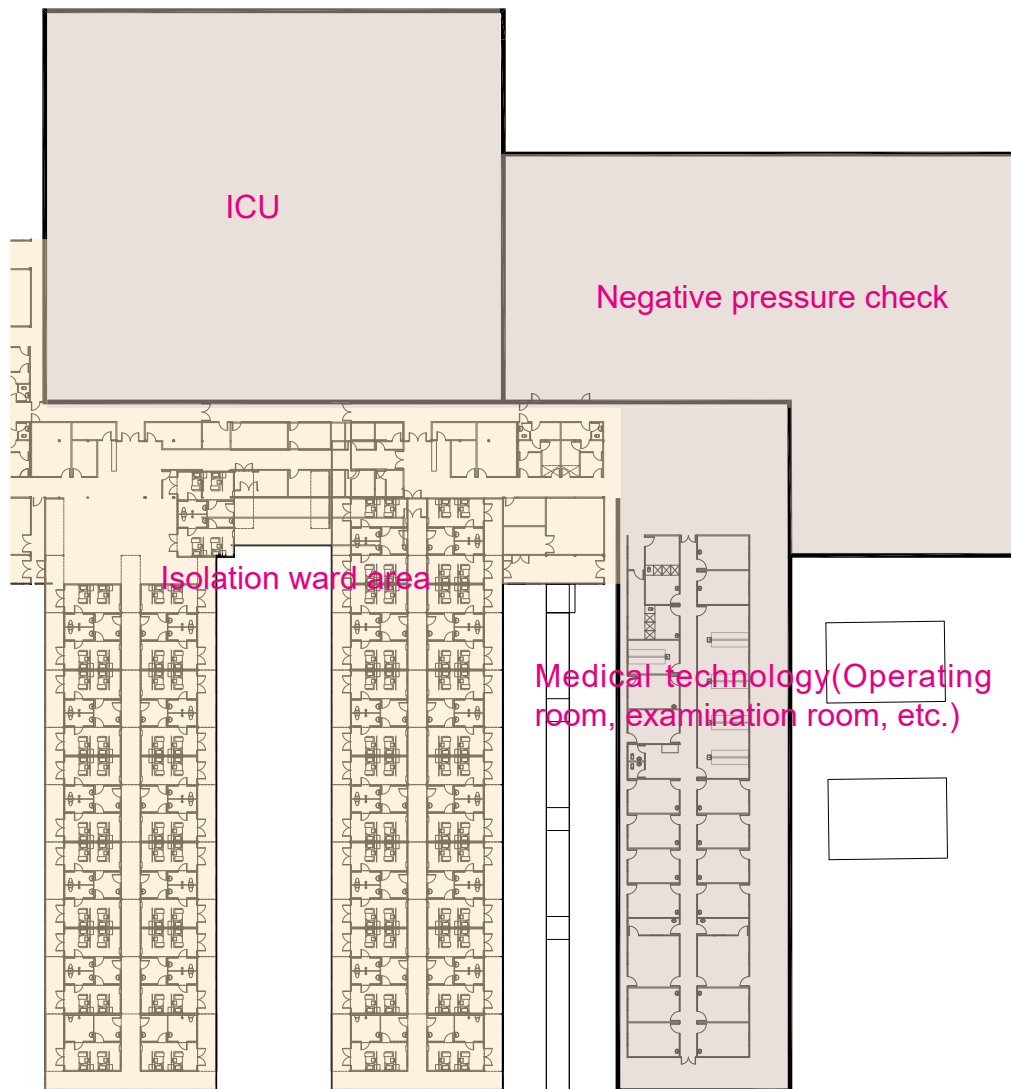 ICU
Negative pressure check
Isolation ward area
Medical technology(Operating
room, examination room, etc.)